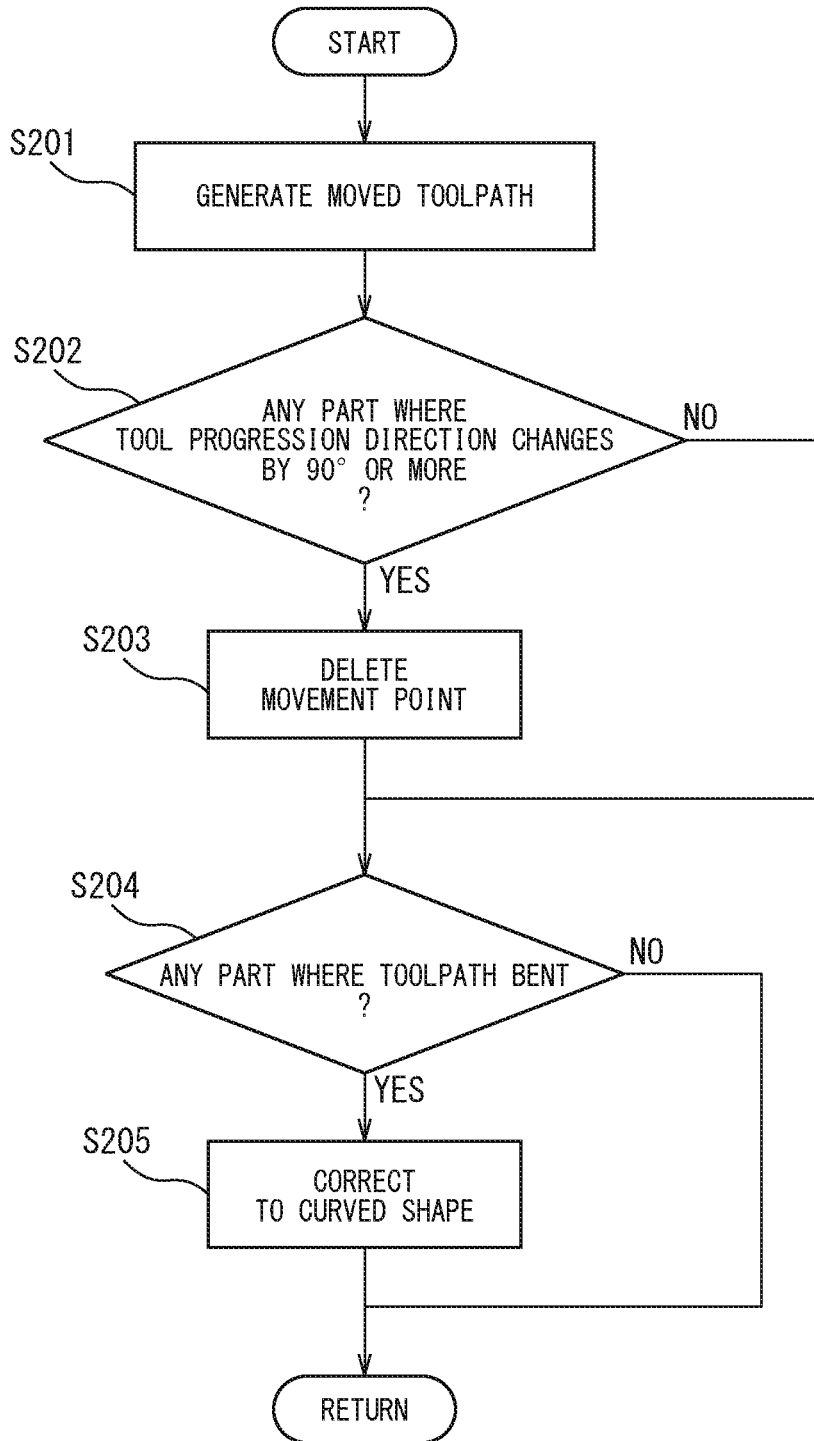 START
S201
GENERATE MOVED TOOLPATH
S202
ANY PART WHERE
TOOL PROGRESSION DIRECTION CHANGES
BY 90° OR MORE
?
NO
YES
S203
DELETE
MOVEMENT POINT
S204
ANY PART WHERE TOOLPATH BENT
?
NO
YES
S205
CORRECT
TO CURVED SHAPE
RETURN